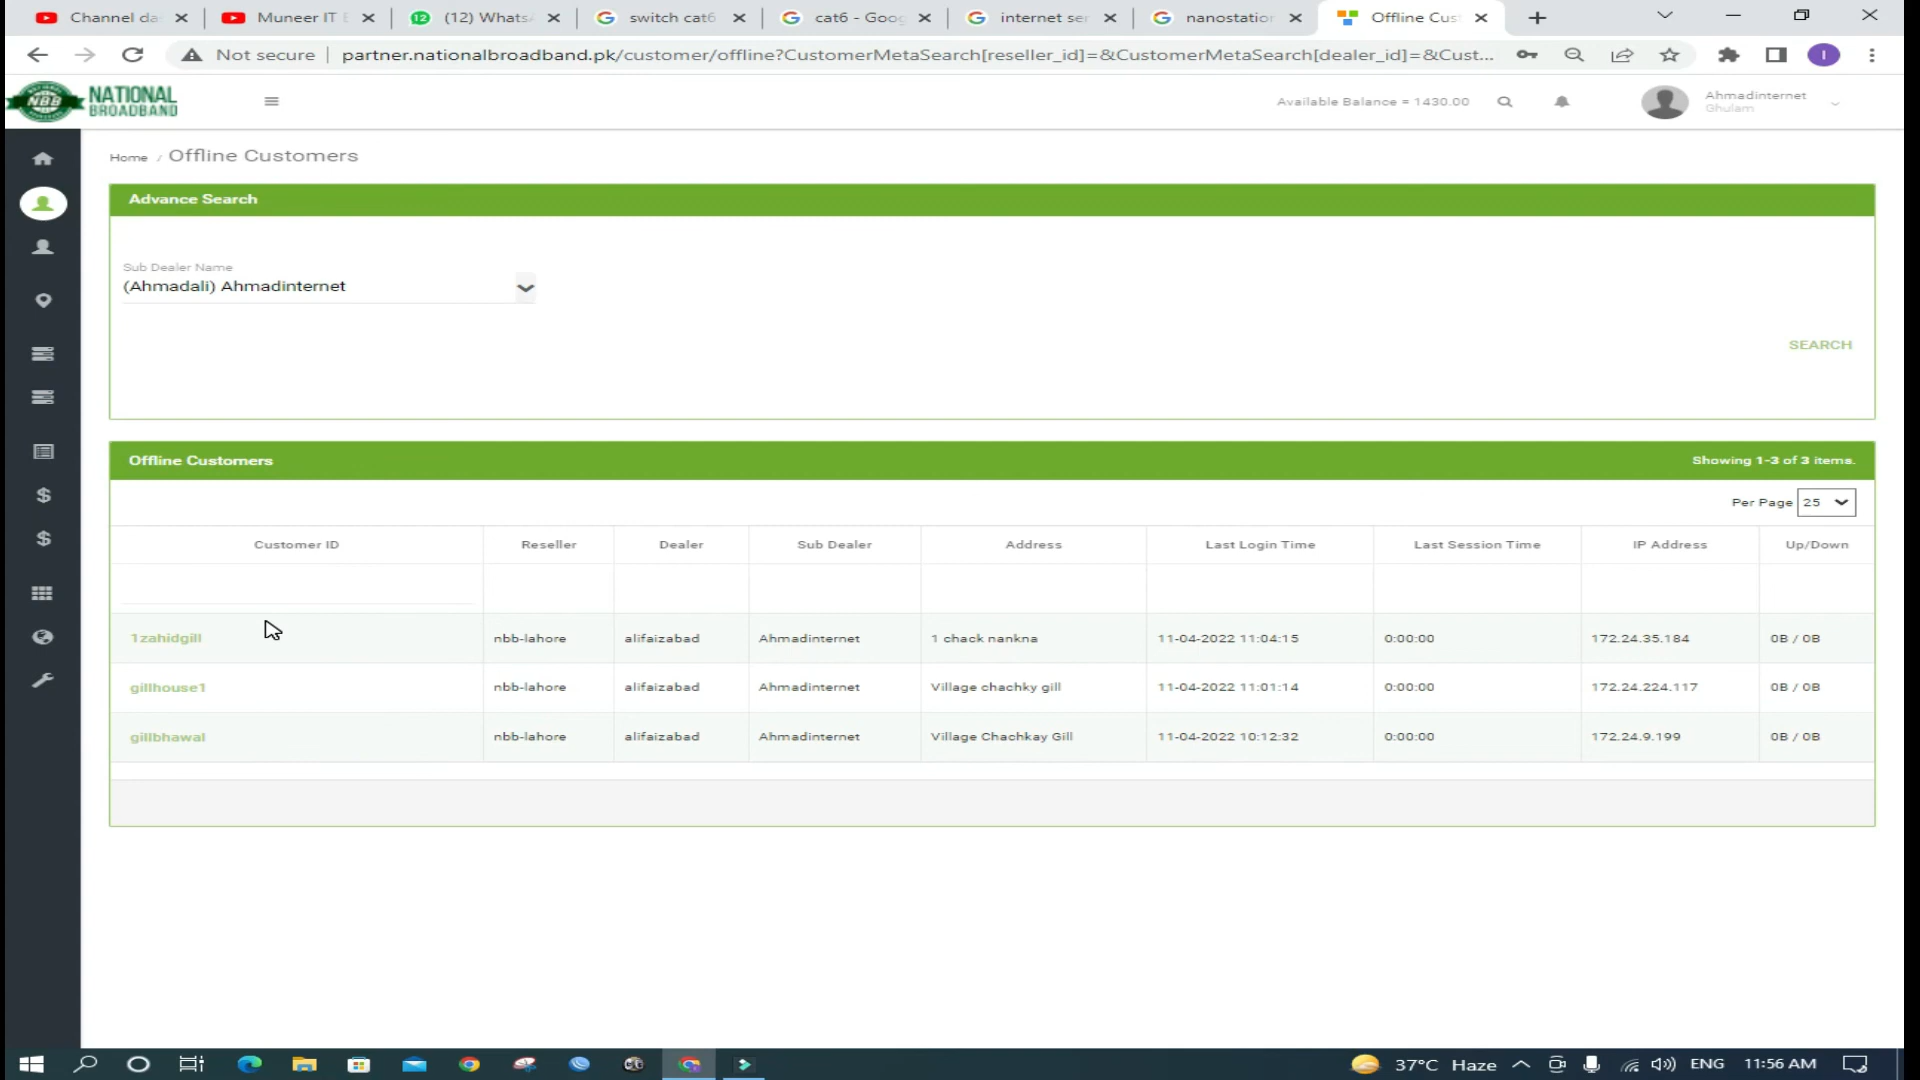 Channel da
Muneer IT E
(12) Whats
switch cat6
cat6 - Goog
internet ser
nanostation
Offline Cus
Not secure
partner.nationalbroadband.pk/customer/offline?CustomerMetaSearch[reseller_id]=&CustomerMetaSearch[dealer_id]=&Cust...
I
NBB
NATIONAL
BROADBAND
Available Balance = 1430.00
Ahmadinternet
Ghulam
Home / Offline Customers
Advance Search
Sub Dealer Name
(Ahmadali) Ahmadinternet
SEARCH
Offline Customers
Showing 1-3 of 3 items.
Per Page 25
Customer ID Reseller Dealer Sub Dealer Address Last Login Time Last Session Time IP Address Up/Down
1zahidgill nbb-lahore alifaizabad Ahmadinternet 1 chack nankna 11-04-2022 11:04:15 0:00:00 172.24.35.184 0B / 0B
gillhouse1 nbb-lahore alifaizabad Ahmadinternet Village chachky gill 11-04-2022 11:01:14 0:00:00 172.24.224.117 0B / 0B
gillbhawal nbb-lahore alifaizabad Ahmadinternet Village Chachkay Gill 11-04-2022 10:12:32 0:00:00 172.24.9.199 0B / 0B
37°C Haze ENG 11:56 AM